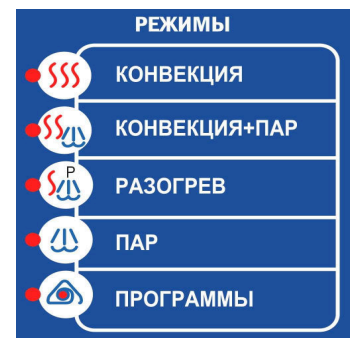 РЕЖИМЫ
КОНВЕКЦИЯ
КОНВЕКЦИЯ+ПАР
P
РАЗОГРЕВ
ПАР
ПРОГРАММЫ